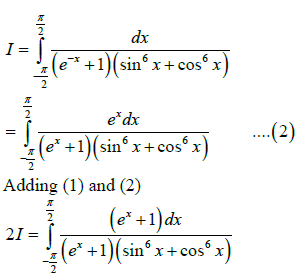 I = ∫_{-π/2}^{π/2} dx / (e^{-x} + 1)(sin^6 x + cos^6 x)
= ∫_{-π/2}^{π/2} e^x dx / (e^x + 1)(sin^6 x + cos^6 x) ....(2)
Adding (1) and (2)
2I = ∫_{-π/2}^{π/2} (e^x + 1) dx / (e^x + 1)(sin^6 x + cos^6 x)